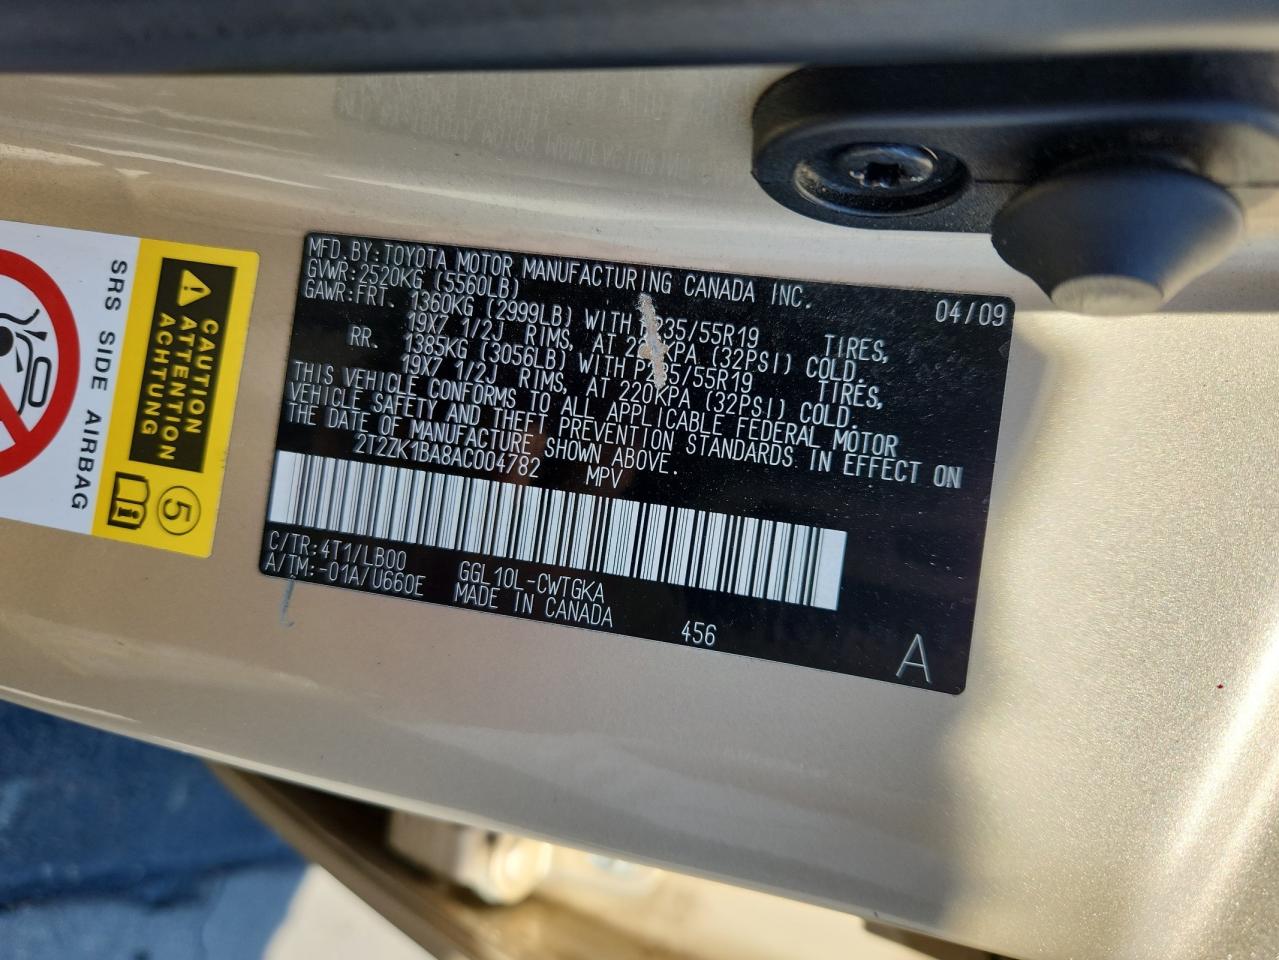 MFD.BY:TOYOTA MOTOR MANUFACTURING CANADA INC. 04/09
GVWR:2520KG (5560LB)
GAWR:FRT. 1360KG (2999LB) WITH P235/55R19 TIRES,
19X7 1/2J RIMS, AT 220KPA (32PSI) COLD.
RR. 1385KG (3056LB) WITH P235/55R19 TIRES,
19X7 1/2J RIMS, AT 220KPA (32PSI) COLD.
THIS VEHICLE CONFORMS TO ALL APPLICABLE FEDERAL MOTOR
VEHICLE SAFETY AND THEFT PREVENTION STANDARDS IN EFFECT ON
THE DATE OF MANUFACTURE SHOWN ABOVE.
2T2ZK1BA8AC004782 MPV
C/TR:4T1/LB00
A/TM:-01A/U660E
GGL10L-CWTGKA
MADE IN CANADA
456
A
SRS SIDE AIRBAG
CAUTION
ATTENTION
ACHTUNG
5
i